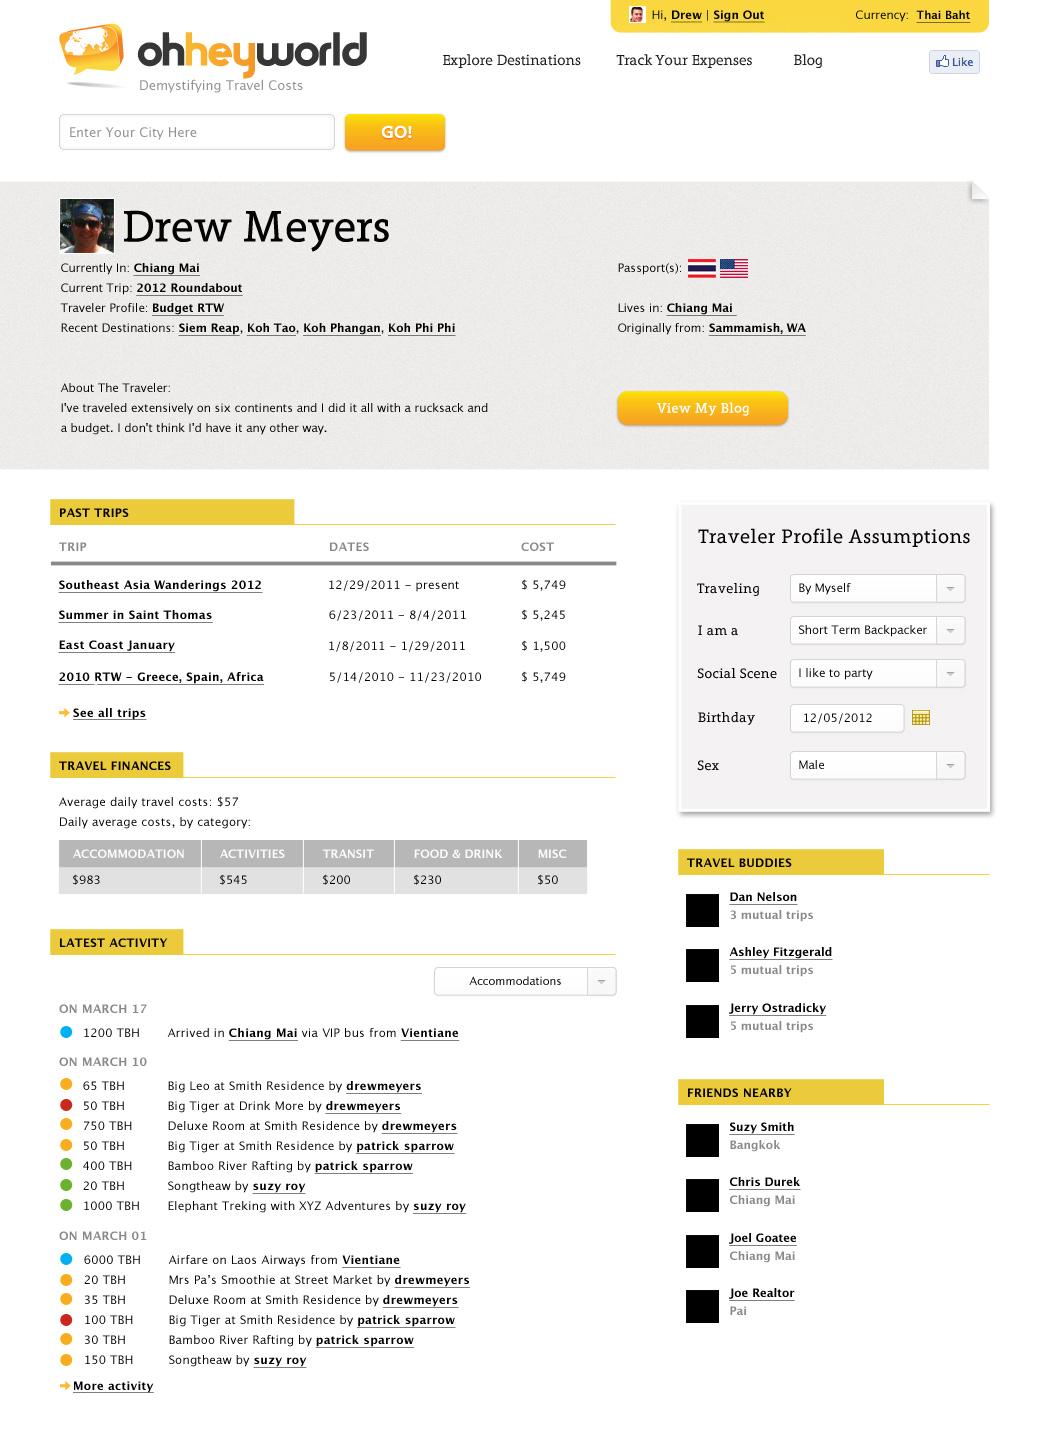 Hi, Drew | Sign Out
Currency: Thai Baht
ohheyworld
Demystifying Travel Costs
Explore Destinations
Track Your Expenses
Blog
Like
Enter Your City Here
GO!
Drew Meyers
Currently In: Chiang Mai
Current Trip: 2012 Roundabout
Traveler Profile: Budget RTW
Recent Destinations: Siem Reap, Koh Tao, Koh Phangan, Koh Phi Phi
Passport(s):
Lives in: Chiang Mai
Originally from: Sammamish, WA
About The Traveler:
I've traveled extensively on six continents and I did it all with a rucksack and
a budget. I don't think I'd have it any other way.
View My Blog
PAST TRIPS
TRIP DATES COST
Southeast Asia Wanderings 2012 12/29/2011 – present $ 5,749
Summer in Saint Thomas 6/23/2011 – 8/4/2011 $ 5,245
East Coast January 1/8/2011 – 1/29/2011 $ 1,500
2010 RTW – Greece, Spain, Africa 5/14/2010 – 11/23/2010 $ 5,749
See all trips
TRAVEL FINANCES
Average daily travel costs: $57
Daily average costs, by category:
ACCOMMODATION ACTIVITIES TRANSIT FOOD & DRINK MISC
$983 $545 $200 $230 $50
LATEST ACTIVITY
Accommodations
ON MARCH 17
1200 TBH Arrived in Chiang Mai via VIP bus from Vientiane
ON MARCH 10
65 TBH Big Leo at Smith Residence by drewmeyers
50 TBH Big Tiger at Drink More by drewmeyers
750 TBH Deluxe Room at Smith Residence by drewmeyers
50 TBH Big Tiger at Smith Residence by patrick sparrow
400 TBH Bamboo River Rafting by patrick sparrow
20 TBH Songtheaw by suzy roy
1000 TBH Elephant Treking with XYZ Adventures by suzy roy
ON MARCH 01
6000 TBH Airfare on Laos Airways from Vientiane
20 TBH Mrs Pa's Smoothie at Street Market by drewmeyers
35 TBH Deluxe Room at Smith Residence by drewmeyers
100 TBH Big Tiger at Smith Residence by patrick sparrow
30 TBH Bamboo River Rafting by patrick sparrow
150 TBH Songtheaw by suzy roy
More activity
Traveler Profile Assumptions
Traveling By Myself
I am a Short Term Backpacker
Social Scene I like to party
Birthday 12/05/2012
Sex Male
TRAVEL BUDDIES
Dan Nelson
3 mutual trips
Ashley Fitzgerald
5 mutual trips
Jerry Ostradicky
5 mutual trips
FRIENDS NEARBY
Suzy Smith
Bangkok
Chris Durek
Chiang Mai
Joel Goatee
Chiang Mai
Joe Realtor
Pai